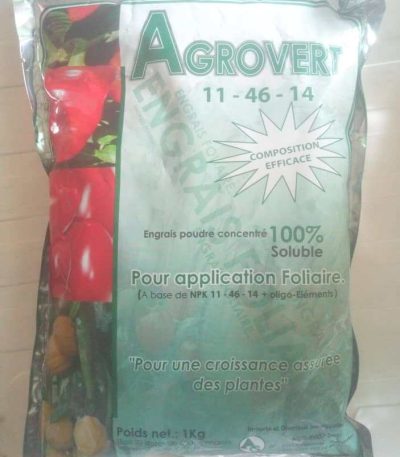 AGROVERT
11 - 46 - 14
COMPOSITION
EFFICACE
Engrais poudre concentré 100%
Soluble
Pour application Foliaire.
(A base de NPK 11 - 46 - 14 + oligo-Eléments)
"Pour une croissance assurée
des plantes"
Poids net.: 1Kg